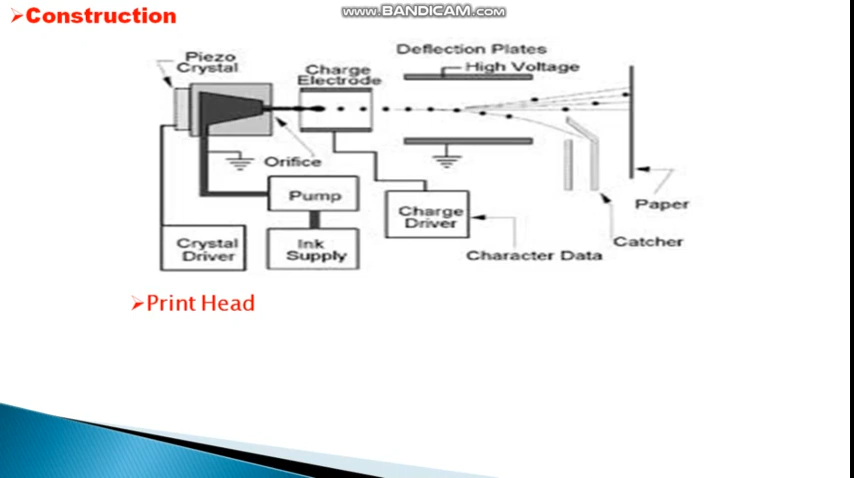 www.BANDICAM.com
➢Construction
Deflection Plates
High Voltage
Piezo
Crystal
Charge
Electrode
Orifice
Pump
Ink
Supply
Crystal
Driver
Charge
Driver
Character Data
Catcher
Paper
➢Print Head